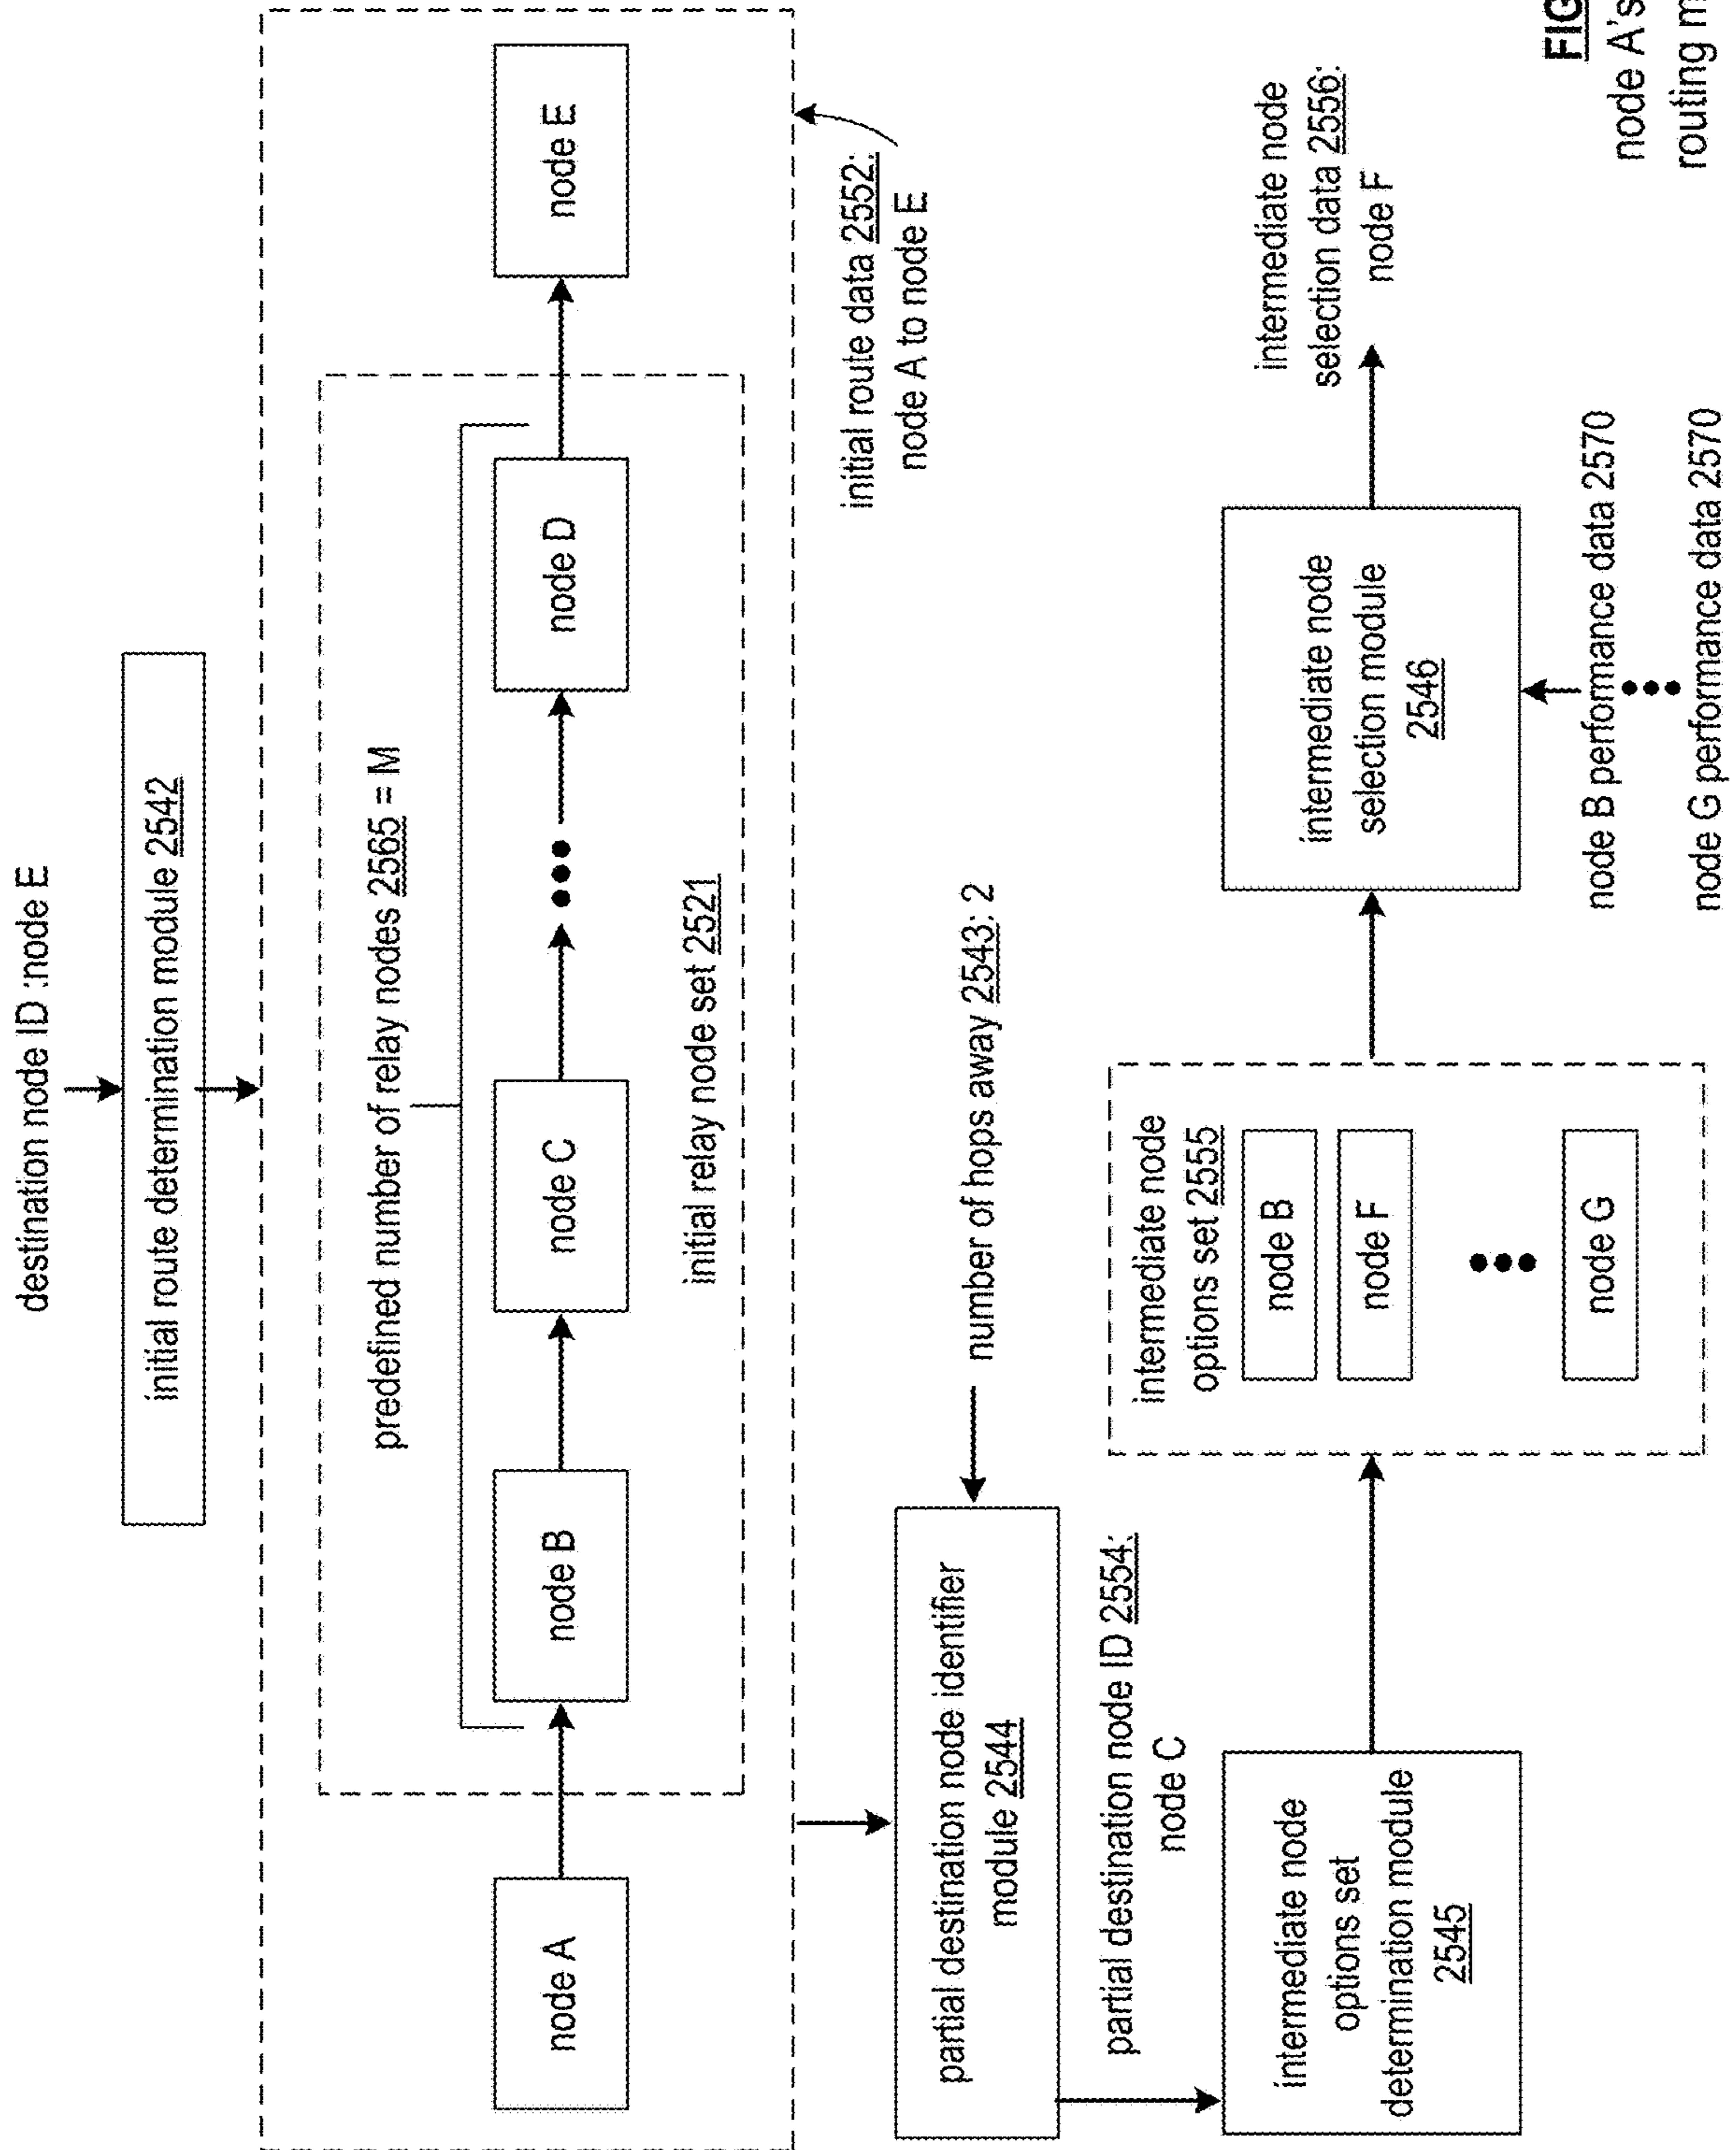 destination node ID :node E
initial route determination module 2542
predefined number of relay nodes 2565 = M
node A
node B
node C
node D
node E
initial relay node set 2521
initial route data 2552:
node A to node E
number of hops away 2543: 2
partial destination node identifier
module 2544
partial destination node ID 2554:
node C
intermediate node
options set
determination module
2545
intermediate node
options set 2555
node B
node F
node G
intermediate node
selection module
2546
intermediate node
selection data 2556:
node F
node B performance data 2570
node G performance data 2570
FIG
node A's
routing m